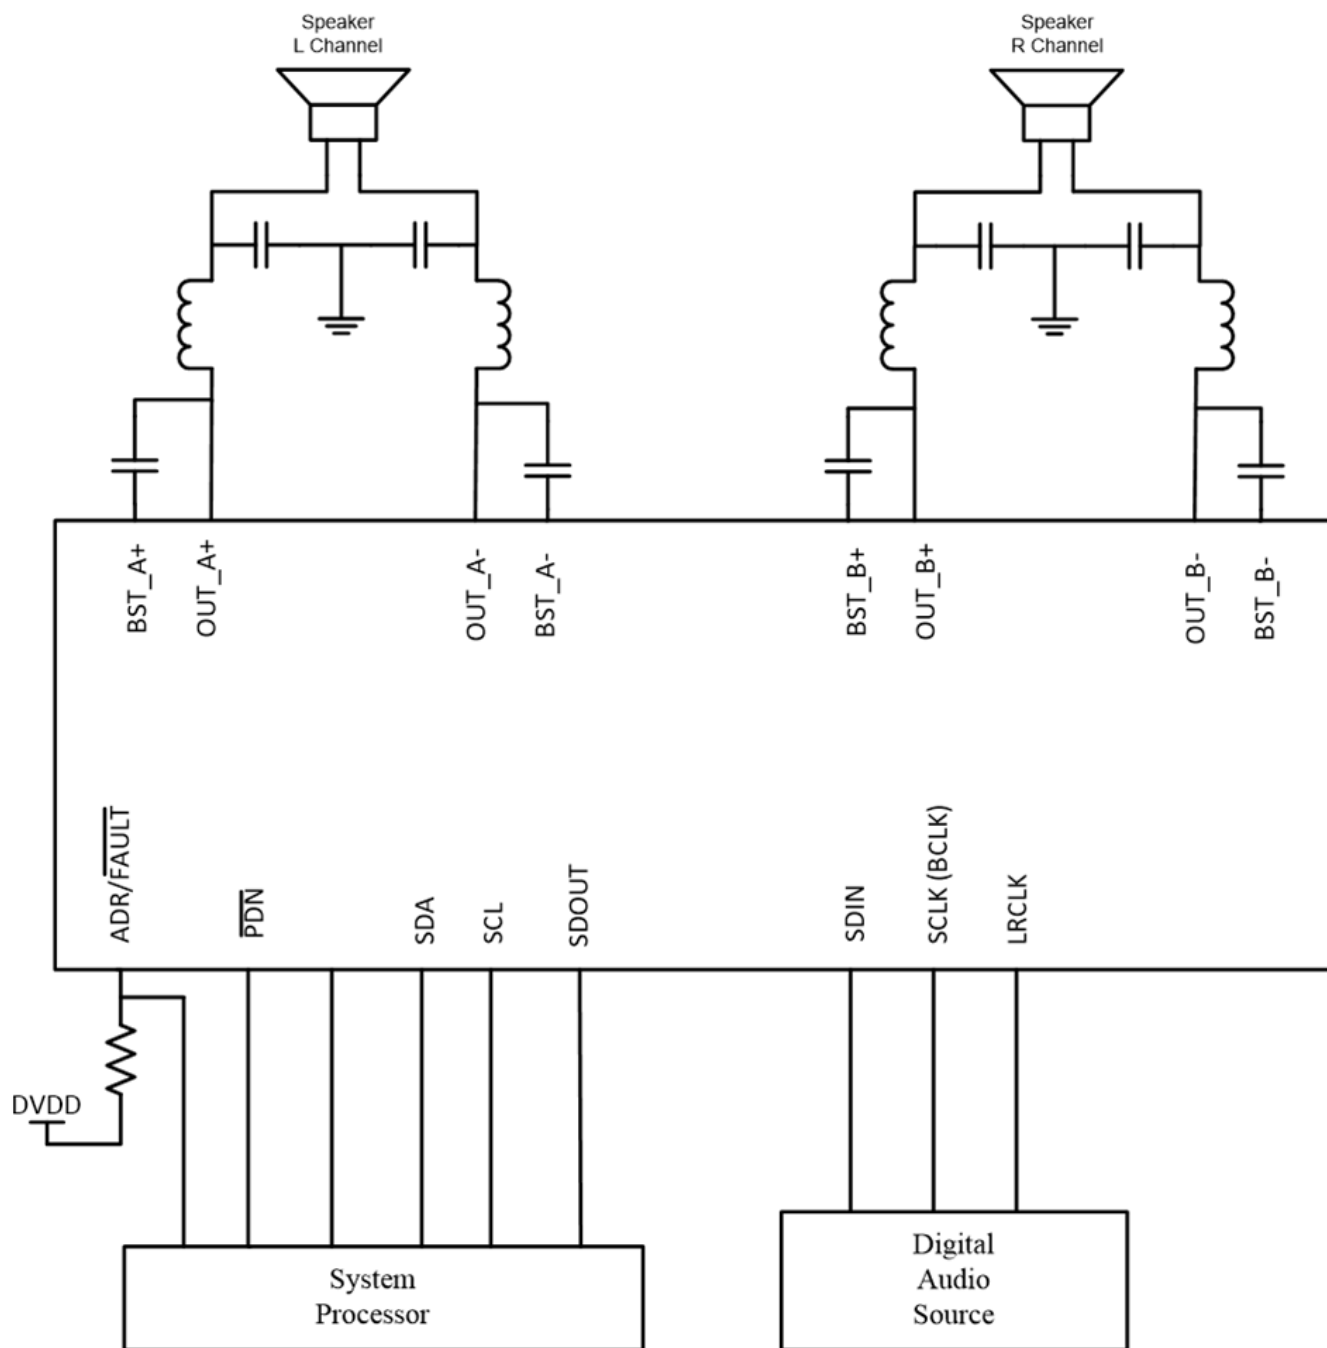 Speaker
L Channel
Speaker
R Channel
BST_A+
OUT_A+
OUT_A-
BST_A-
BST_B+
OUT_B+
OUT_B-
BST_B-
ADR/FAULT
PDN
SDA
SCL
SDOUT
SDIN
SCLK (BCLK)
LRCLK
DVDD
System
Processor
Digital
Audio
Source